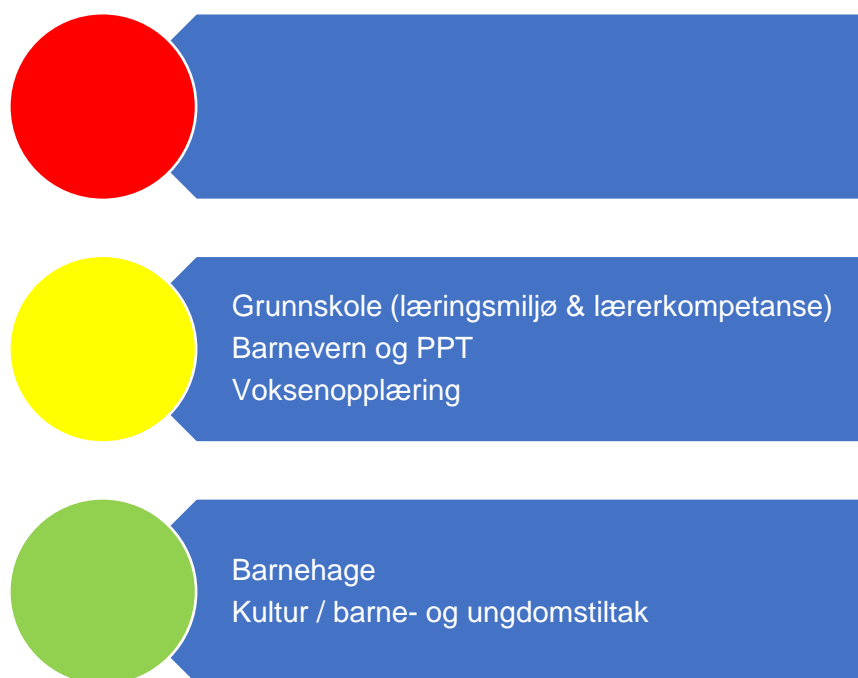 Grunnskole (læringsmiljø & lærerkompetanse)
Barnevern og PPT
Voksenopplæring
Barnehage
Kultur / barne- og ungdomstiltak